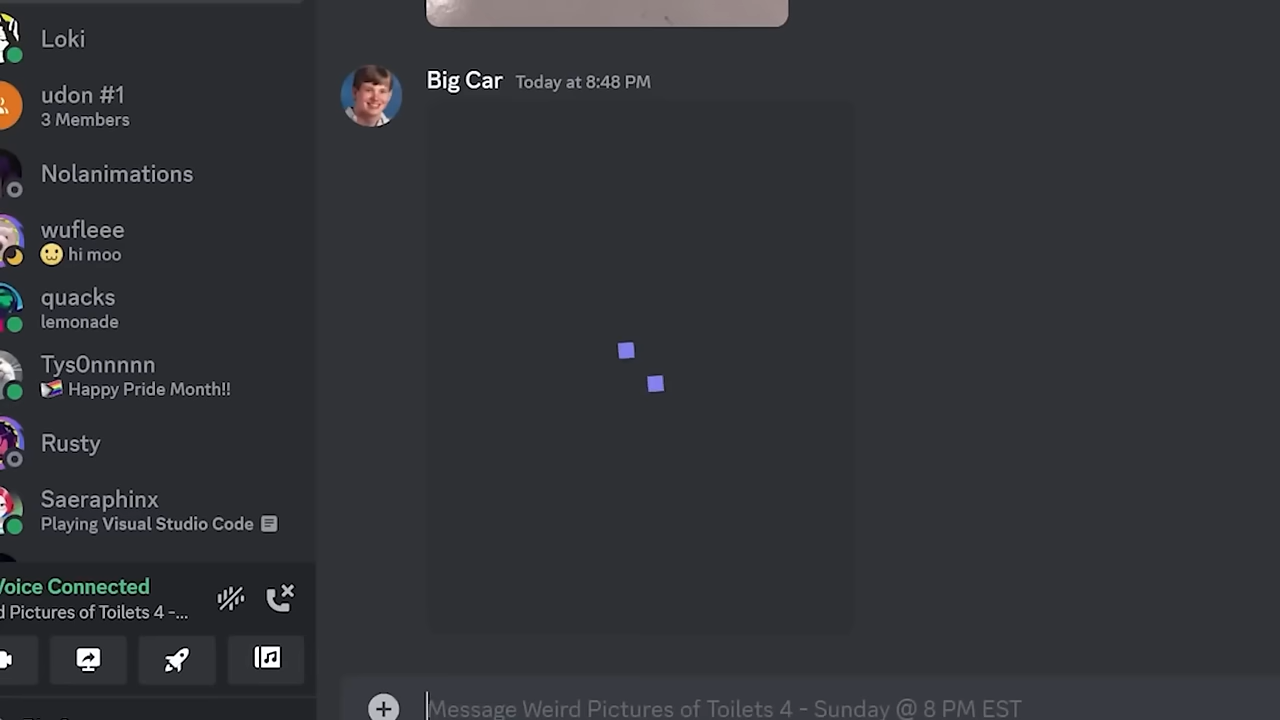 Loki
udon #1
3 Members
Nolanimations
wufleee
hi moo
quacks
lemonade
Tys0nnnnn
Happy Pride Month!!
Rusty
Saeraphinx
Playing Visual Studio Code
Voice Connected
d Pictures of Toilets 4 -...
Big Car Today at 8:48 PM
Message Weird Pictures of Toilets 4 - Sunday @ 8 PM EST